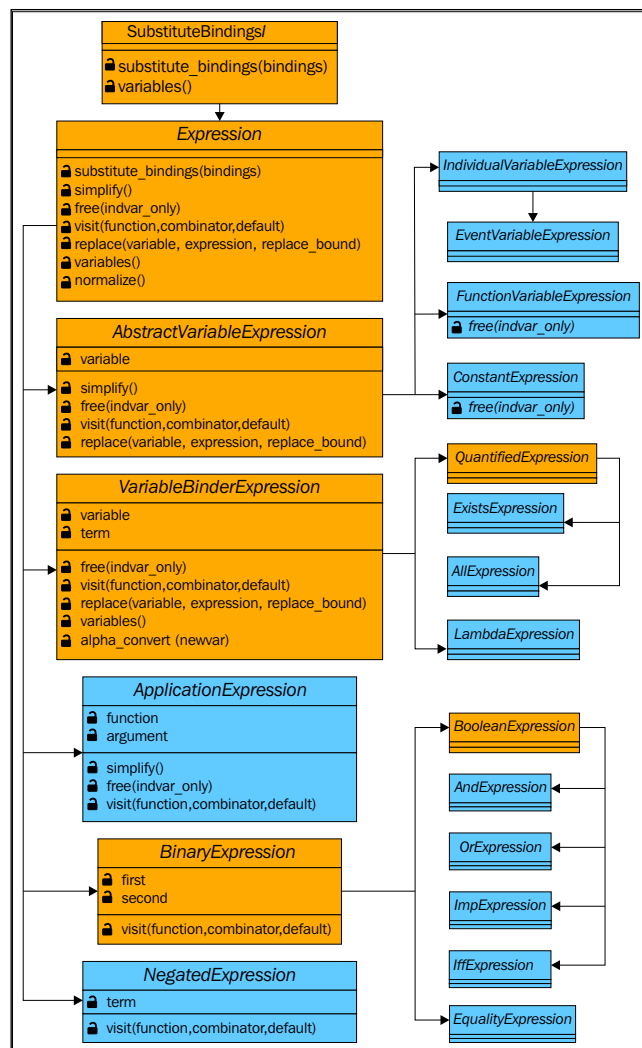 SubstituteBindingsI
substitute_bindings(bindings)
variables()
Expression
substitute_bindings(bindings)
simplify()
free(indvar_only)
visit(function,combinator,default)
replace(variable, expression, replace_bound)
variables()
normalize()
AbstractVariableExpression
variable
simplify()
free(indvar_only)
visit(function,combinator,default)
replace(variable, expression, replace_bound)
VariableBinderExpression
variable
term
free(indvar_only)
visit(function,combinator,default)
replace(variable, expression, replace_bound)
variables()
alpha_convert (newvar)
ApplicationExpression
function
argument
simplify()
free(indvar_only)
visit(function,combinator,default)
BinaryExpression
first
second
visit(function,combinator,default)
NegatedExpression
term
visit(function,combinator,default)
IndividualVariableExpression
EventVariableExpression
FunctionVariableExpression
free(indvar_only)
ConstantExpression
free(indvar_only)
QuantifiedExpression
ExistsExpression
AllExpression
LambdaExpression
BooleanExpression
AndExpression
OrExpression
ImpExpression
IffExpression
EqualityExpression